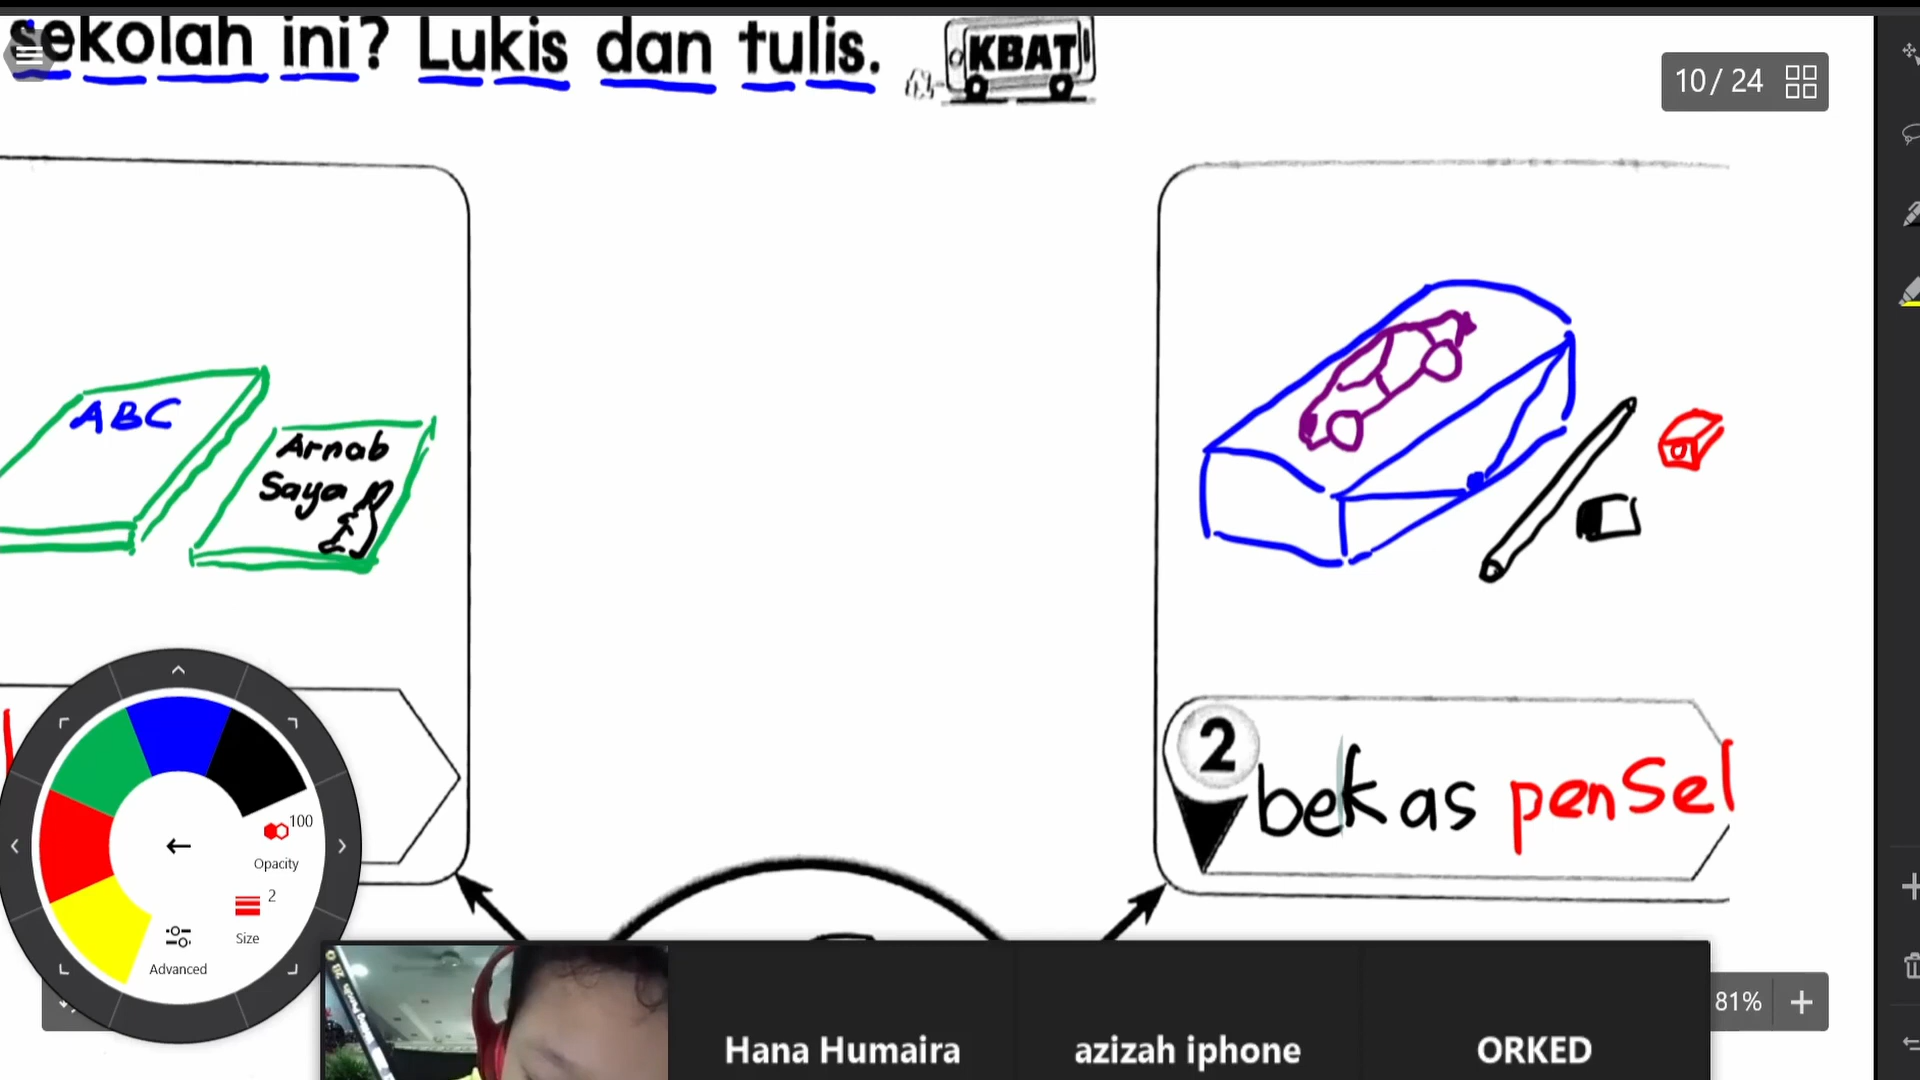 sekolah ini? Lukis dan tulis.
KBAT
10 / 24
ABC
Arnab
Saya
2 bekas pensel
100
Opacity
2
Size
Advanced
81%
Hana Humaira
azizah iphone
ORKED